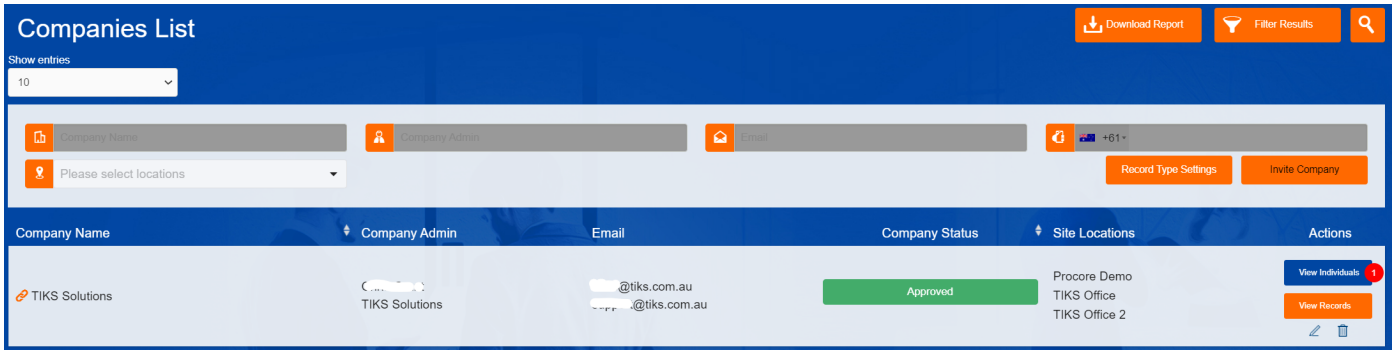 Companies List
Download Report
Filter Results
Show entries
10
Company Name
Company Admin
Email
+61
Please select locations
Record Type Settings
Invite Company
Company Name
Company Admin
Email
Company Status
Site Locations
Actions
TIKS Solutions
TIKS Solutions
@tiks.com.au
@tiks.com.au
Approved
Procore Demo
TIKS Office
TIKS Office 2
View Individuals
1
View Records